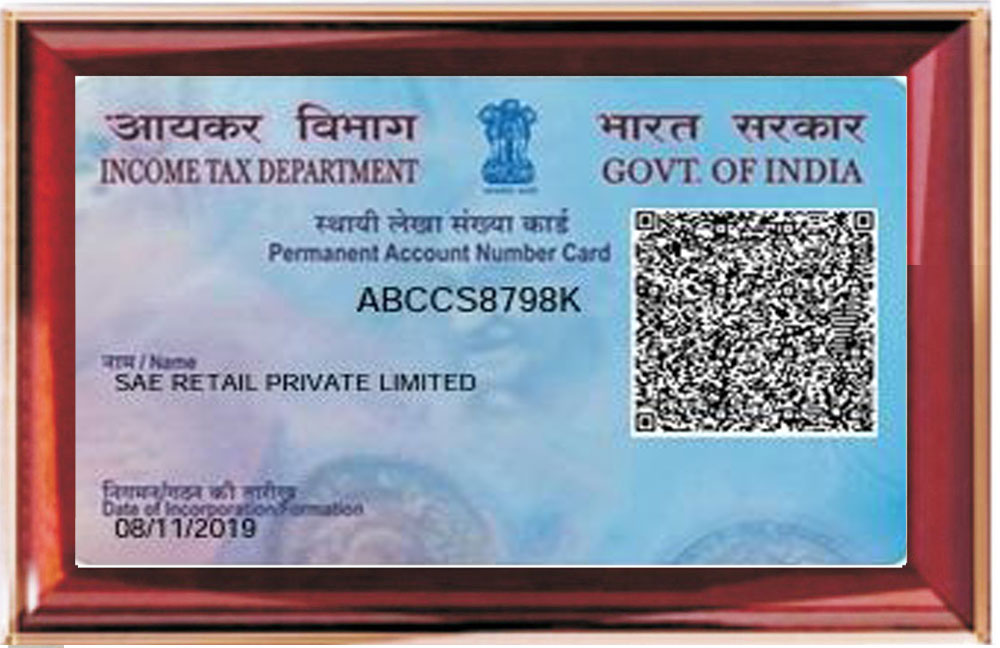 आयकर विभाग
INCOME TAX DEPARTMENT
भारत सरकार
GOVT. OF INDIA
स्थायी लेखा संख्या कार्ड
Permanent Account Number Card
ABCCS8798K
नाम / Name
SAE RETAIL PRIVATE LIMITED
निगमन/गठन की तारीख
Date of Incorporation/Formation
08/11/2019